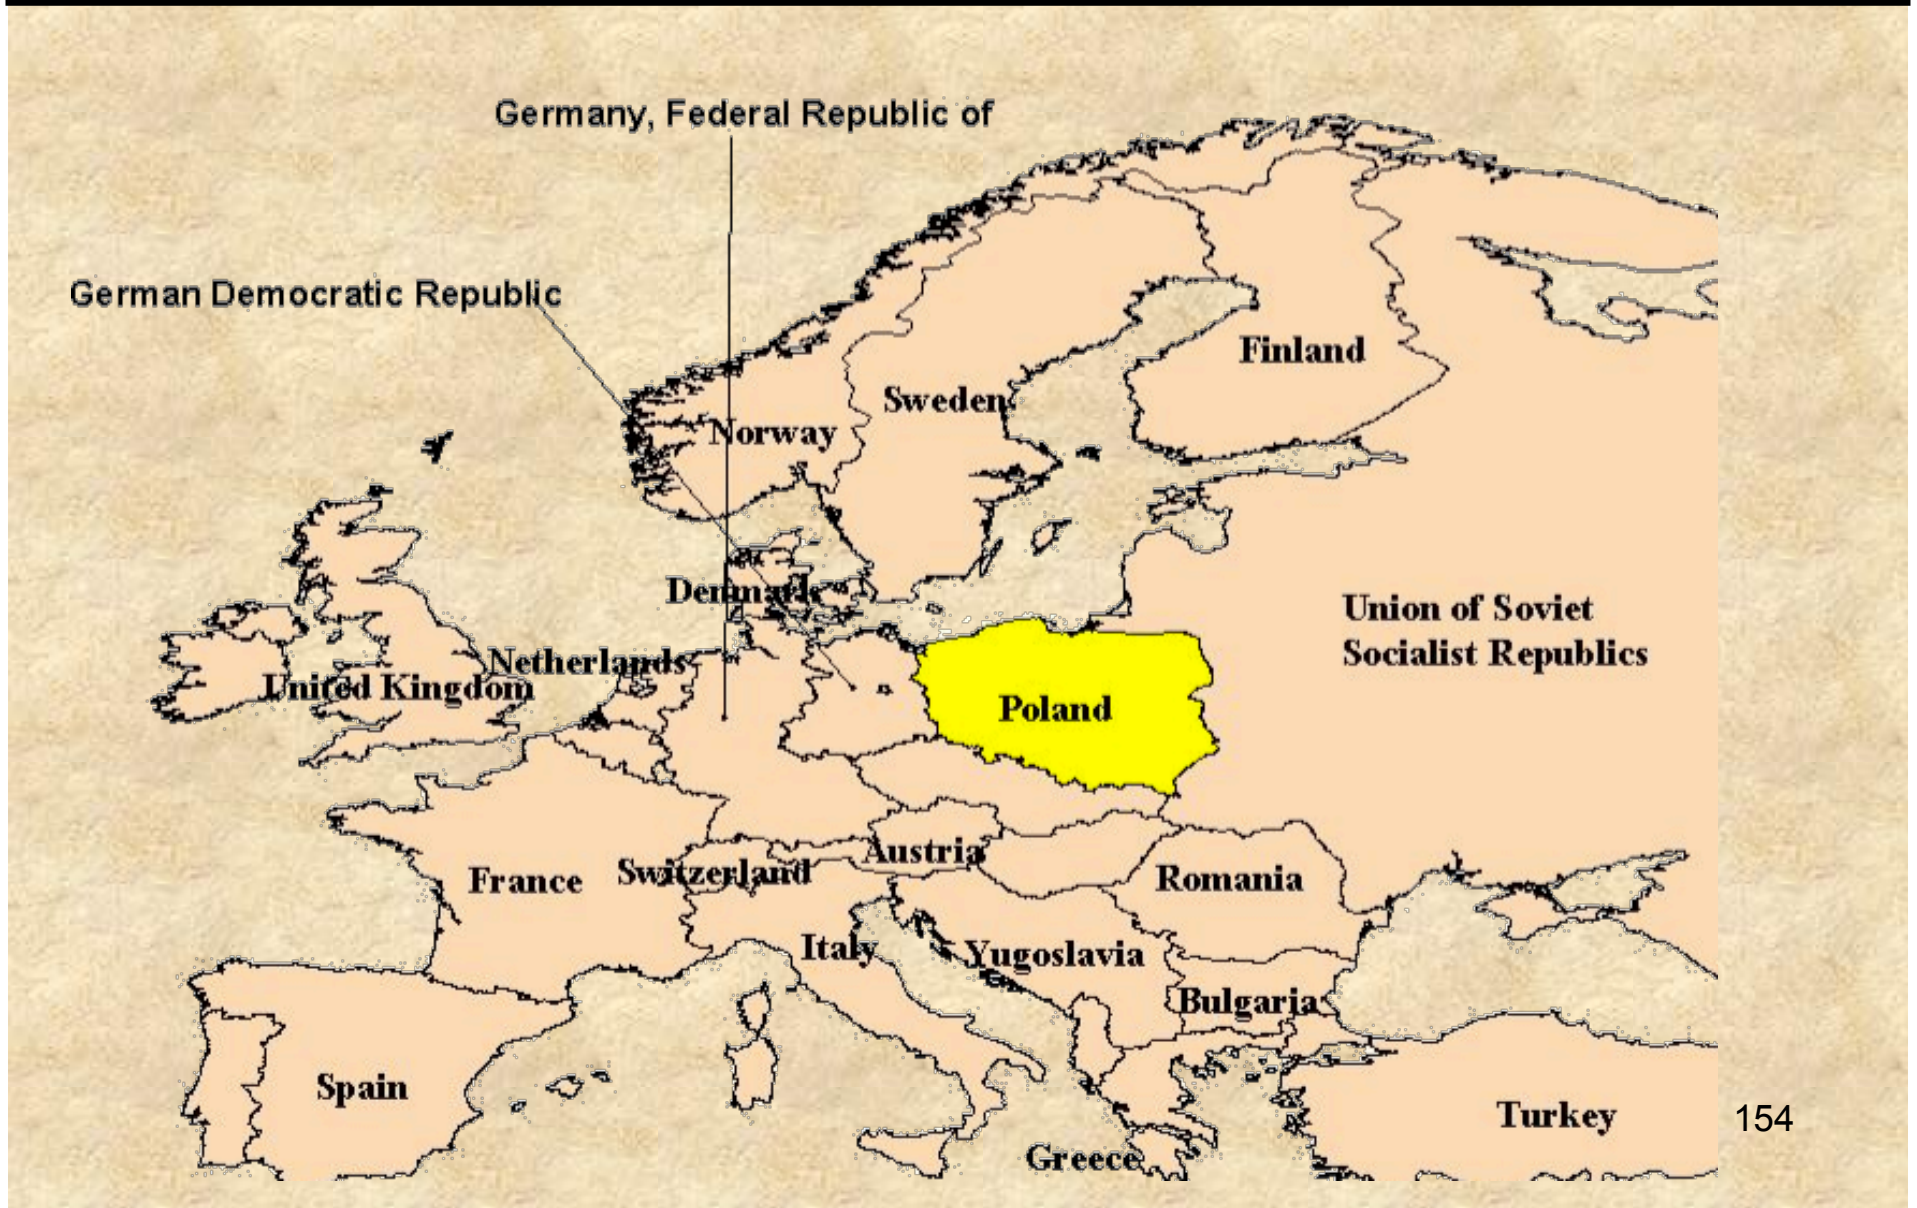 Germany, Federal Republic of
German Democratic Republic
Finland
Sweden
Norway
Denmark
Union of Soviet
Socialist Republics
Netherlands
United Kingdom
Poland
Austria
Switzerland
France
Romania
Italy
Yugoslavia
Bulgaria
Spain
Turkey
154
Greece